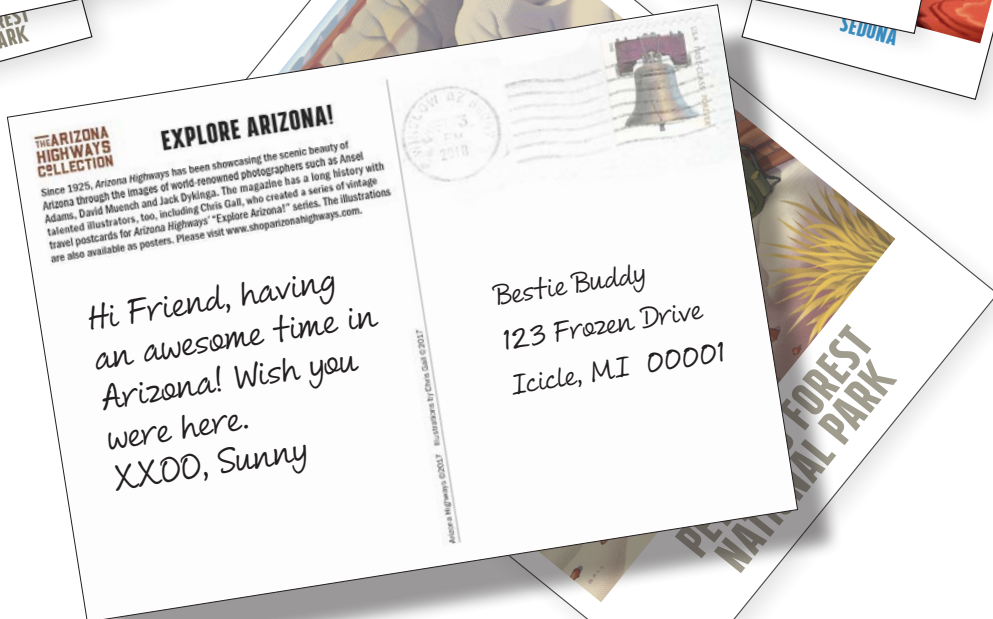 REST
ARK
SEDONA
THE ARIZONA
HIGHWAYS
COLLECTION
EXPLORE ARIZONA!
Since 1925, Arizona Highways has been showcasing the scenic beauty of
Arizona through the images of world-renowned photographers such as Ansel
Adams, David Muench and Jack Dykinga. The magazine has a long history with
talented illustrators, too, including Chris Gall, who created a series of vintage
travel postcards for Arizona Highways' "Explore Arizona!" series. The illustrations
are also available as posters. Please visit www.shoparizonahighways.com.
Hi Friend, having
an awesome time in
Arizona! Wish you
were here.
XXOO, Sunny
Arizona Highways ©2017 Illustrations by Chris Gall ©2017
WINSLOW AZ
2018
USA
Bestie Buddy
123 Frozen Drive
Icicle, MI 00001
FOREST
NATIONAL PARK